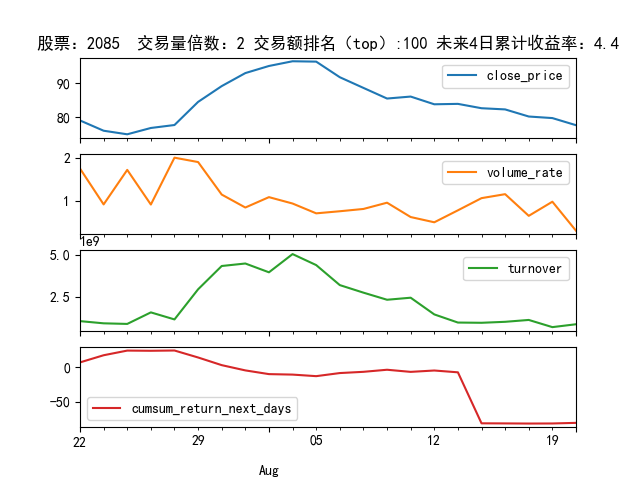 股票：2085  交易量倍数：2 交易额排名（top）:100 未来4日累计收益率：4.4
90
80
close_price
2
1
volume_rate
1e9
5.0
2.5
turnover
0
−50
cumsum_return_next_days
22
29
05
12
19
Aug